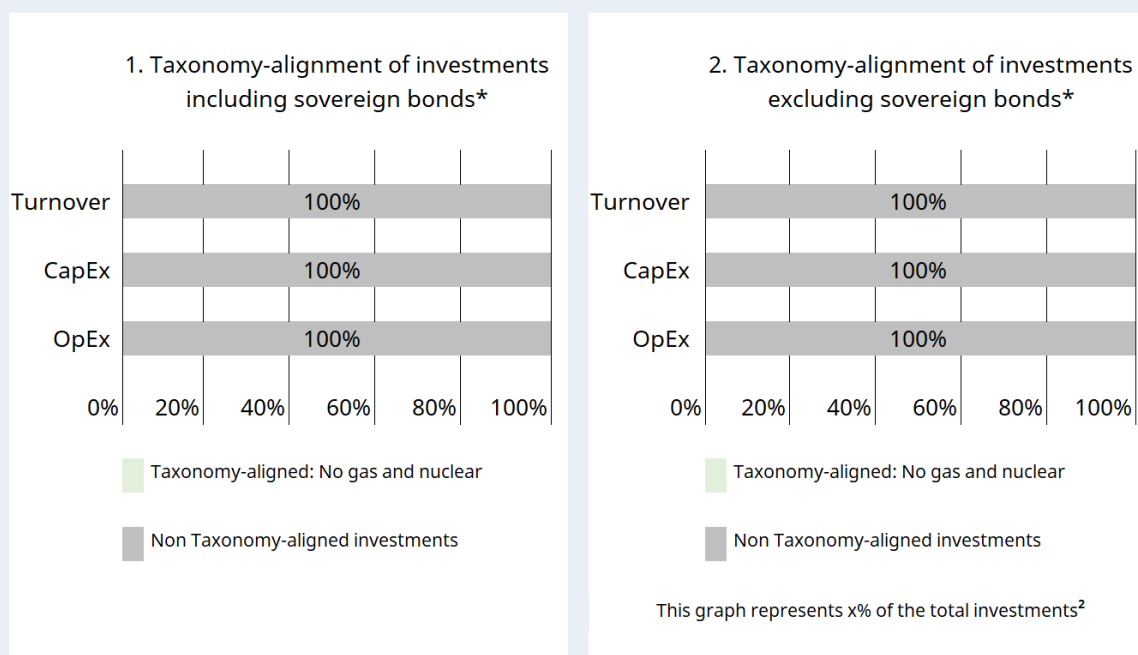 1. Taxonomy-alignment of investments
including sovereign bonds*
Turnover 100%
CapEx 100%
OpEx 100%
0% 20% 40% 60% 80% 100%
Taxonomy-aligned: No gas and nuclear
Non Taxonomy-aligned investments
2. Taxonomy-alignment of investments
excluding sovereign bonds*
Turnover 100%
CapEx 100%
OpEx 100%
0% 20% 40% 60% 80% 100%
Taxonomy-aligned: No gas and nuclear
Non Taxonomy-aligned investments
This graph represents x% of the total investments²